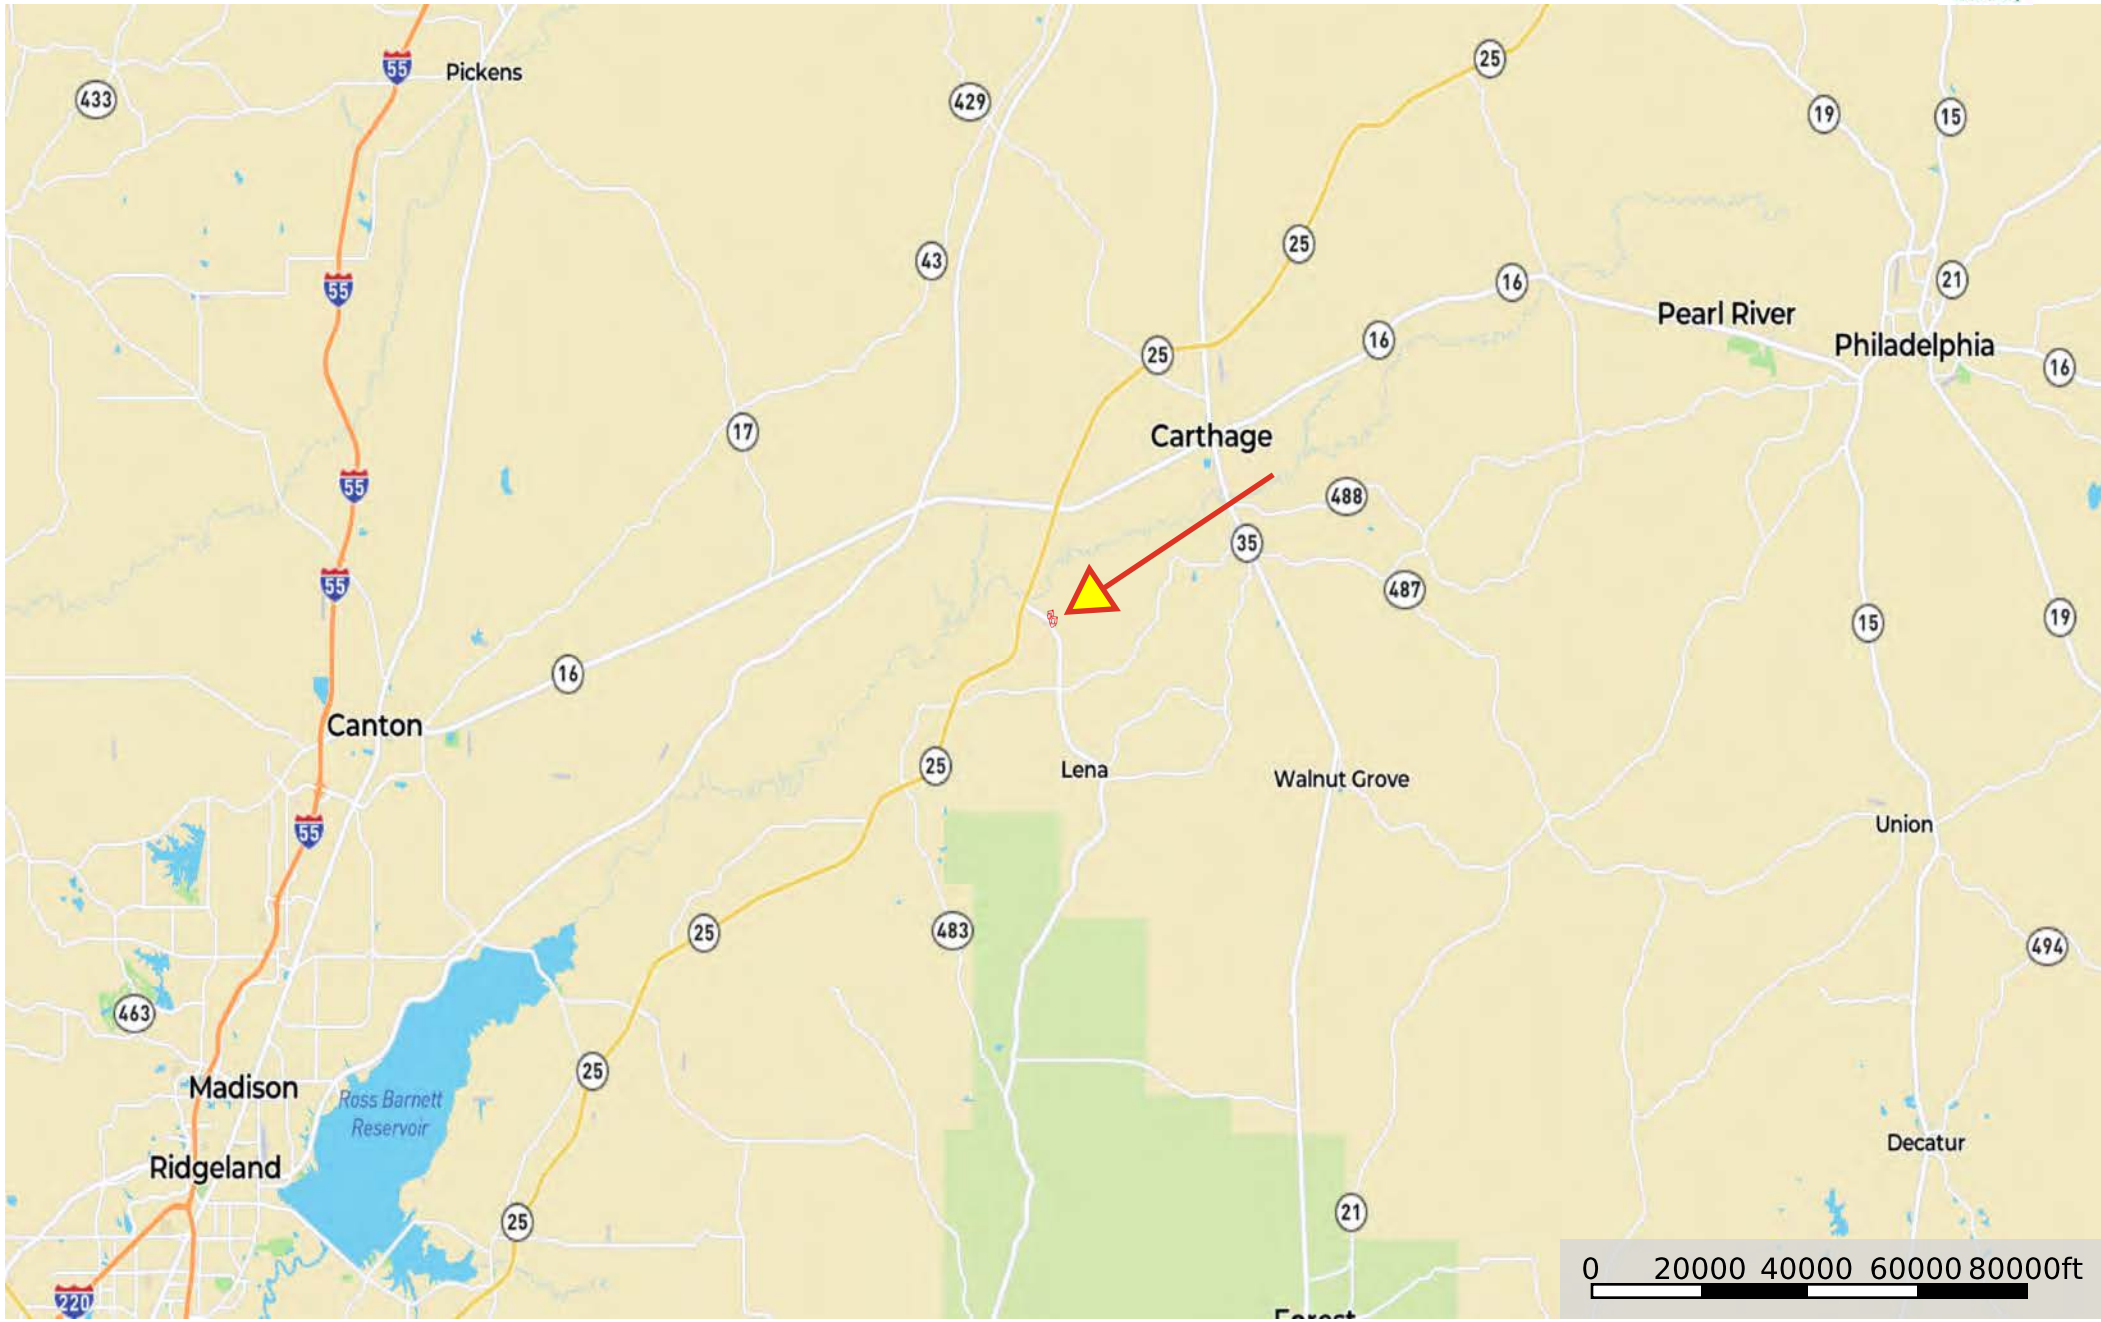 55
Pickens
25
433
429
19
15
25
43
55
16
21
Pearl River
16
Philadelphia
25
16
17
Carthage
55
488
35
55
487
15
19
16
Canton
25
Lena
Walnut Grove
55
Union
25
483
494
463
25
Madison
Ross Barnett
Reservoir
Decatur
Ridgeland
25
21
0 20000 40000 60000 80000ft
220
Forest